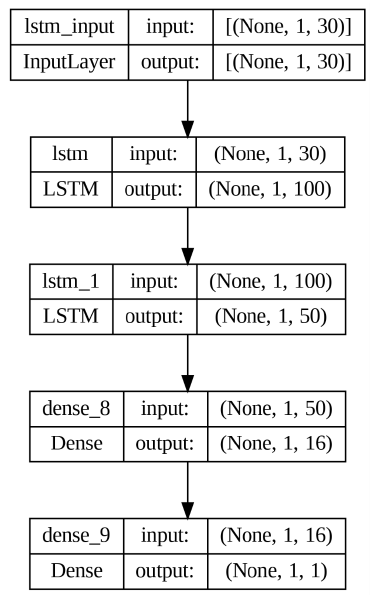 lstm_input input: [(None, 1, 30)]
InputLayer output: [(None, 1, 30)]
lstm input: (None, 1, 30)
LSTM output: (None, 1, 100)
lstm_1 input: (None, 1, 100)
LSTM output: (None, 1, 50)
dense_8 input: (None, 1, 50)
Dense output: (None, 1, 16)
dense_9 input: (None, 1, 16)
Dense output: (None, 1, 1)